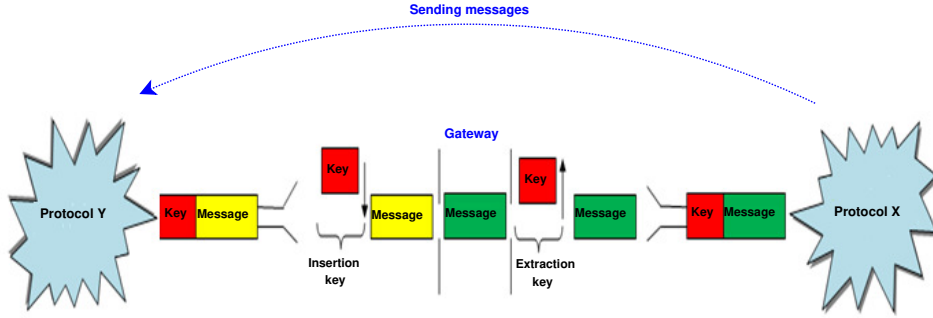 Sending messages
Gateway
Key
Key
Protocol Y
Key Message
Message
Message
Message
Key Message
Protocol X
Insertion
key
Extraction
key